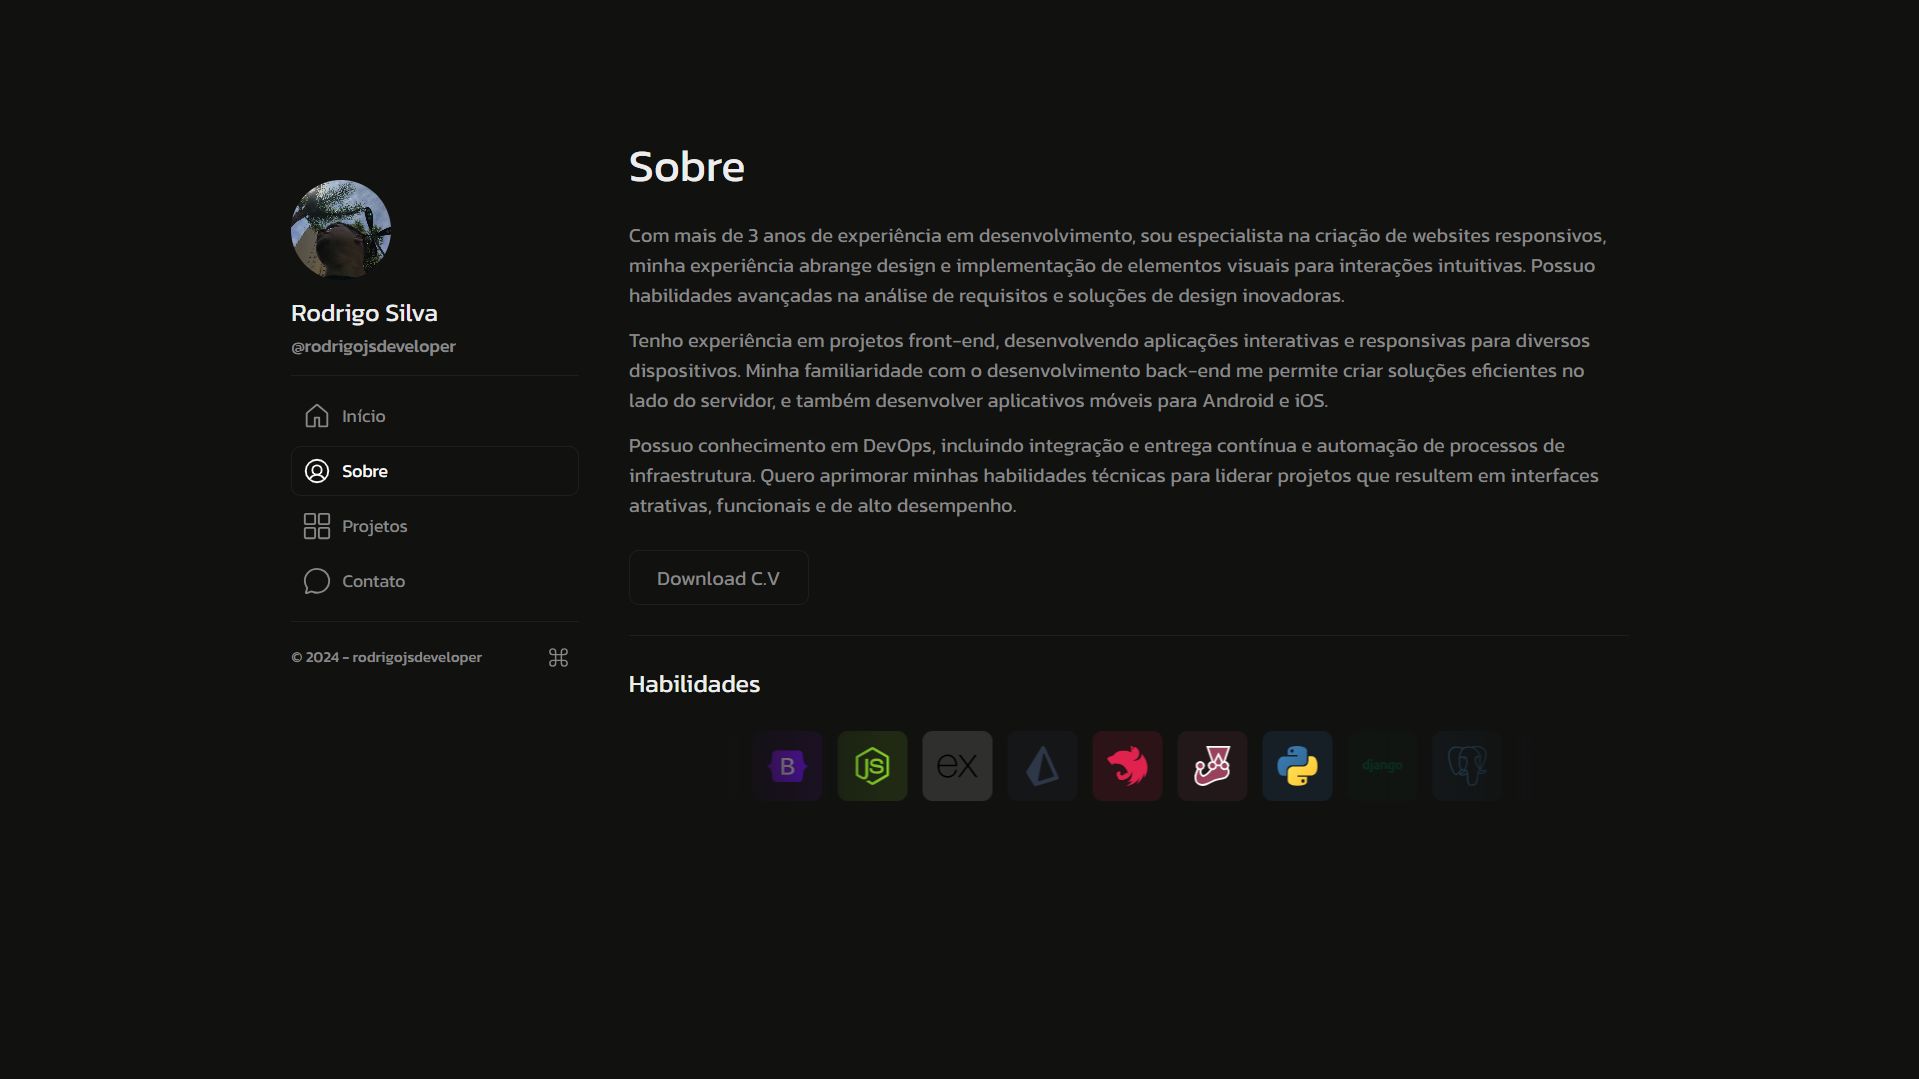 Rodrigo Silva
@rodrigojsdeveloper
Início
Sobre
Projetos
Contato
© 2024 - rodrigojsdeveloper
Sobre
Com mais de 3 anos de experiência em desenvolvimento, sou especialista na criação de websites responsivos,
minha experiência abrange design e implementação de elementos visuais para interações intuitivas. Possuo
habilidades avançadas na análise de requisitos e soluções de design inovadoras.
Tenho experiência em projetos front-end, desenvolvendo aplicações interativas e responsivas para diversos
dispositivos. Minha familiaridade com o desenvolvimento back-end me permite criar soluções eficientes no
lado do servidor, e também desenvolver aplicativos móveis para Android e iOS.
Possuo conhecimento em DevOps, incluindo integração e entrega contínua e automação de processos de
infraestrutura. Quero aprimorar minhas habilidades técnicas para liderar projetos que resultem em interfaces
atrativas, funcionais e de alto desempenho.
Download C.V
Habilidades
B JS ex django